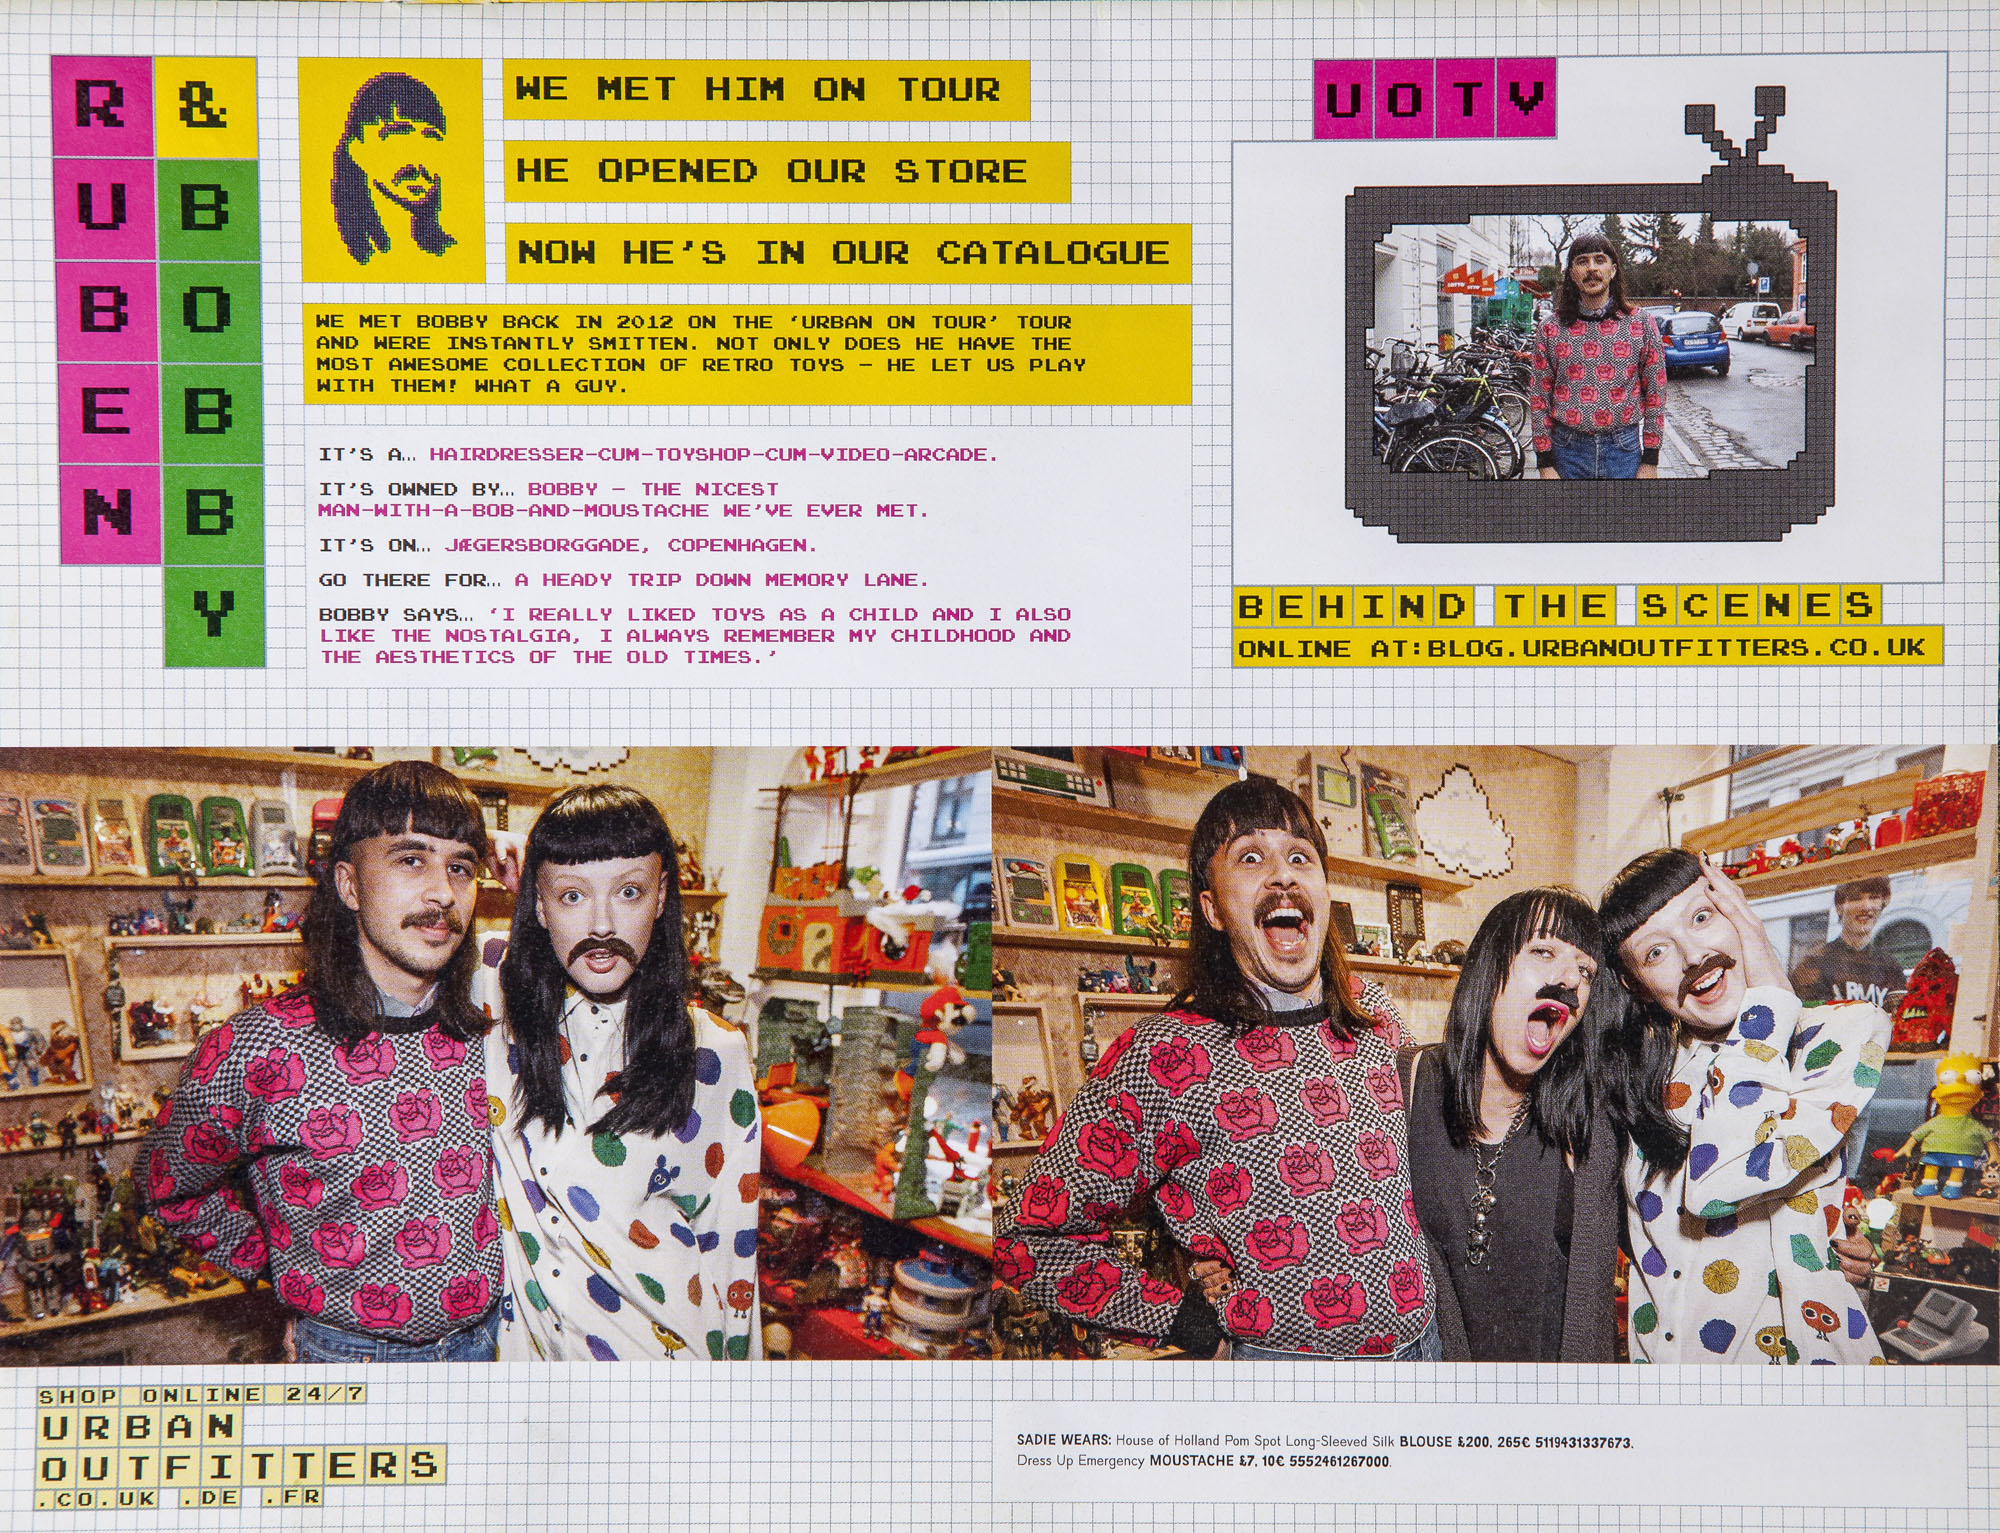 RUBEN
& BOBBY
WE MET HIM ON TOUR
HE OPENED OUR STORE
NOW HE'S IN OUR CATALOGUE
WE MET BOBBY BACK IN 2012 ON THE 'URBAN ON TOUR' TOUR
AND WERE INSTANTLY SMITTEN. NOT ONLY DOES HE HAVE THE
MOST AWESOME COLLECTION OF RETRO TOYS – HE LET US PLAY
WITH THEM! WHAT A GUY.
IT'S A... HAIRDRESSER-CUM-TOYSHOP-CUM-VIDEO-ARCADE.
IT'S OWNED BY... BOBBY – THE NICEST
MAN-WITH-A-BOB-AND-MOUSTACHE WE'VE EVER MET.
IT'S ON... JÆGERSBORGGADE, COPENHAGEN.
GO THERE FOR... A HEADY TRIP DOWN MEMORY LANE.
BOBBY SAYS... 'I REALLY LIKED TOYS AS A CHILD AND I ALSO
LIKE THE NOSTALGIA, I ALWAYS REMEMBER MY CHILDHOOD AND
THE AESTHETICS OF THE OLD TIMES.'
UOTV
LOTTO
BEHIND THE SCENES
ONLINE AT:BLOG.URBANOUTFITTERS.CO.UK
SHOP ONLINE 24/7
URBAN
OUTFITTERS
.CO.UK .DE .FR
SADIE WEARS: House of Holland Pom Spot Long-Sleeved Silk BLOUSE £200, 265€ 5119431337673.
Dress Up Emergency MOUSTACHE £7, 10€ 5552461267000.